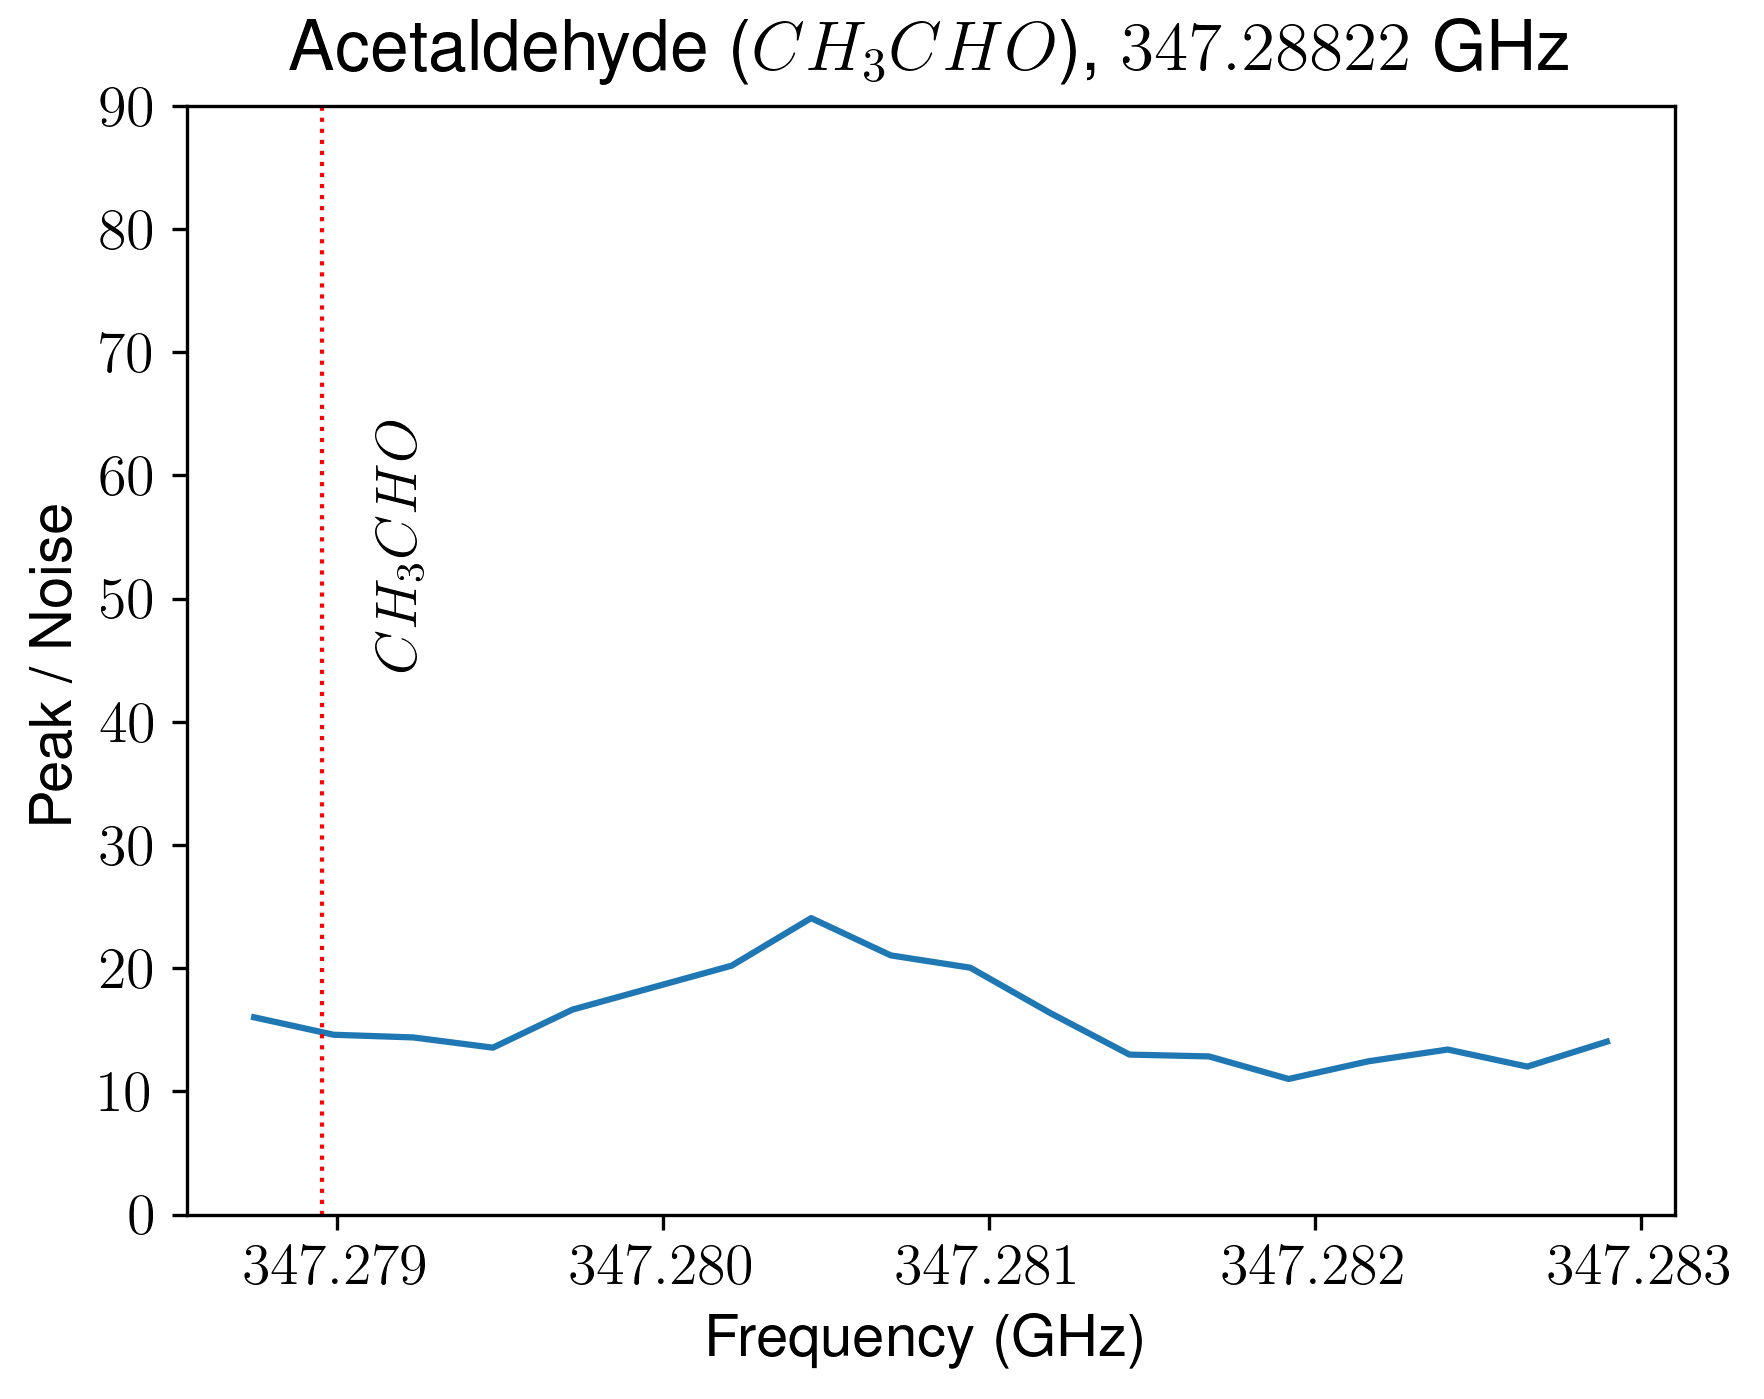 Acetaldehyde (CH₃CHO), 347.28822 GHz
90
80
70
60
50
40
30
20
10
0
Peak / Noise
CH₃CHO
347.279 347.280 347.281 347.282 347.283
Frequency (GHz)